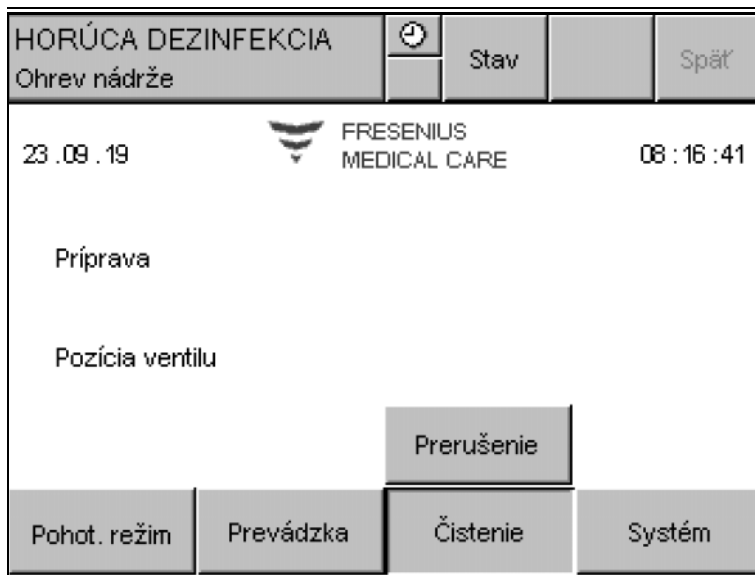 HORÚCA DEZINFEKCIA
Ohrev nádrže
Stav
Späť
23.09.19
FRESENIUS
MEDICAL CARE
08:16:41
Príprava
Pozícia ventilu
Prerušenie
Pohot. režim
Prevádzka
Čistenie
Systém